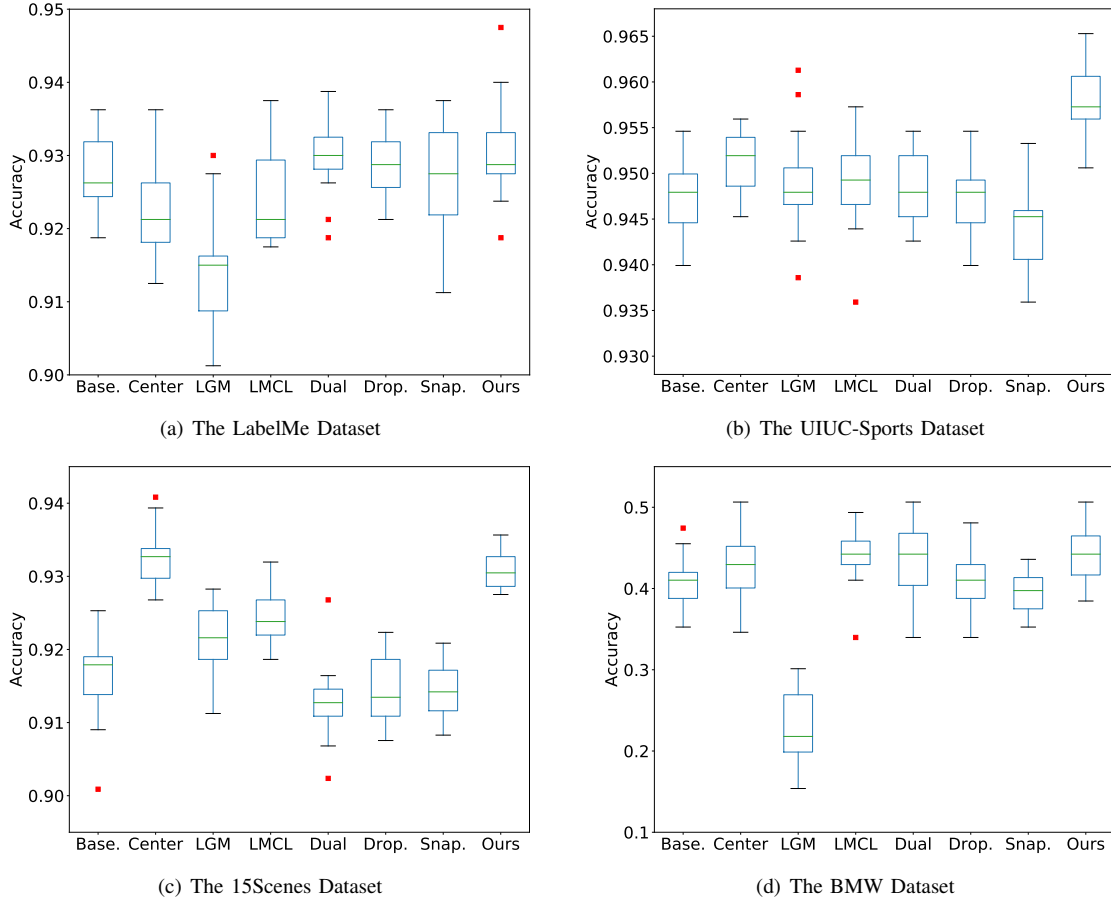 0.95
0.94
0.93
0.92
0.91
0.90
Accuracy
Base. Center LGM LMCL Dual Drop. Snap. Ours
(a) The LabelMe Dataset
0.965
0.960
0.955
0.950
0.945
0.940
0.935
0.930
Accuracy
Base. Center LGM LMCL Dual Drop. Snap. Ours
(b) The UIUC-Sports Dataset
0.94
0.93
0.92
0.91
0.90
Accuracy
Base. Center LGM LMCL Dual Drop. Snap. Ours
(c) The 15Scenes Dataset
0.5
0.4
0.3
0.2
0.1
Accuracy
Base. Center LGM LMCL Dual Drop. Snap. Ours
(d) The BMW Dataset